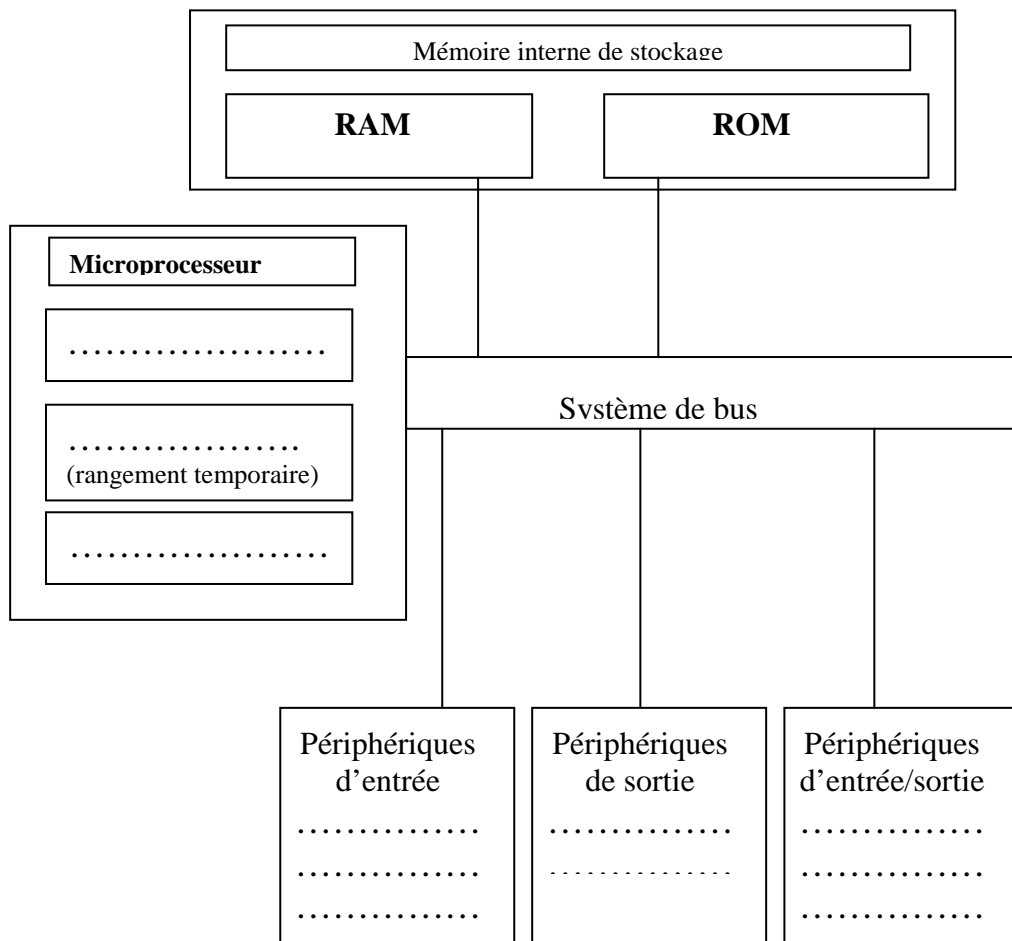 Mémoire interne de stockage
RAM
ROM
Microprocesseur
…………………
……………….
(rangement temporaire)
…………………
Système de bus
Périphériques
d’entrée
……………
……………
……………
Périphériques
de sortie
……………
……………
Périphériques
d’entrée/sortie
……………
……………
……………